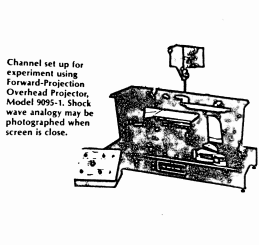 Channel set up for
experiment using
Forward-Projection
Overhead Projector,
Model 9095-1. Shock
wave analogy may be
photographed when
screen is close.